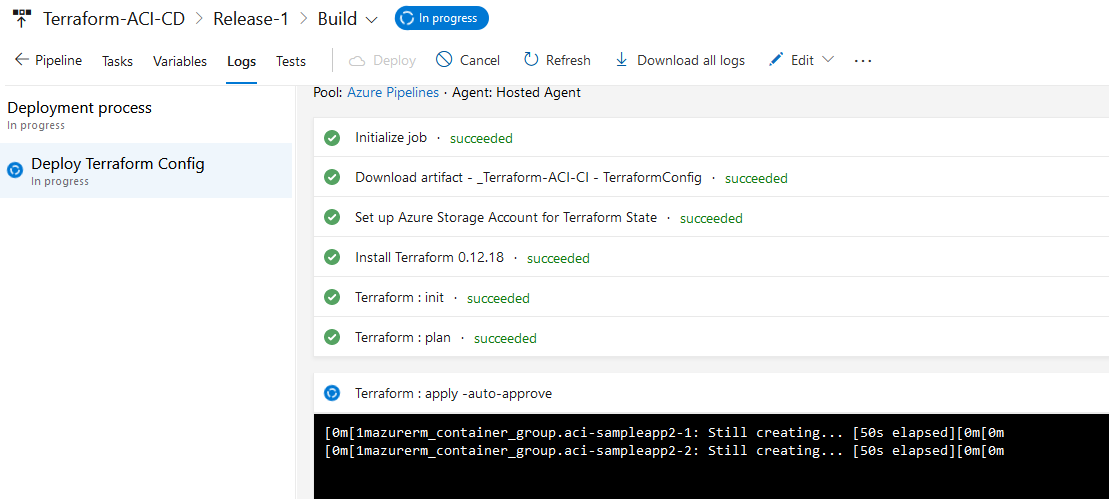 Terraform-ACI-CD > Release-1 > Build In progress
Pipeline Tasks Variables Logs Tests Deploy Cancel Refresh Download all logs Edit ...
Deployment process
In progress
Deploy Terraform Config
In progress
Pool: Azure Pipelines · Agent: Hosted Agent
Initialize job · succeeded
Download artifact - _Terraform-ACI-CI - TerraformConfig · succeeded
Set up Azure Storage Account for Terraform State · succeeded
Install Terraform 0.12.18 · succeeded
Terraform : init · succeeded
Terraform : plan · succeeded
Terraform : apply -auto-approve
[0m[1mazurerm_container_group.aci-sampleapp2-1: Still creating... [50s elapsed][0m[0m
[0m[1mazurerm_container_group.aci-sampleapp2-2: Still creating... [50s elapsed][0m[0m